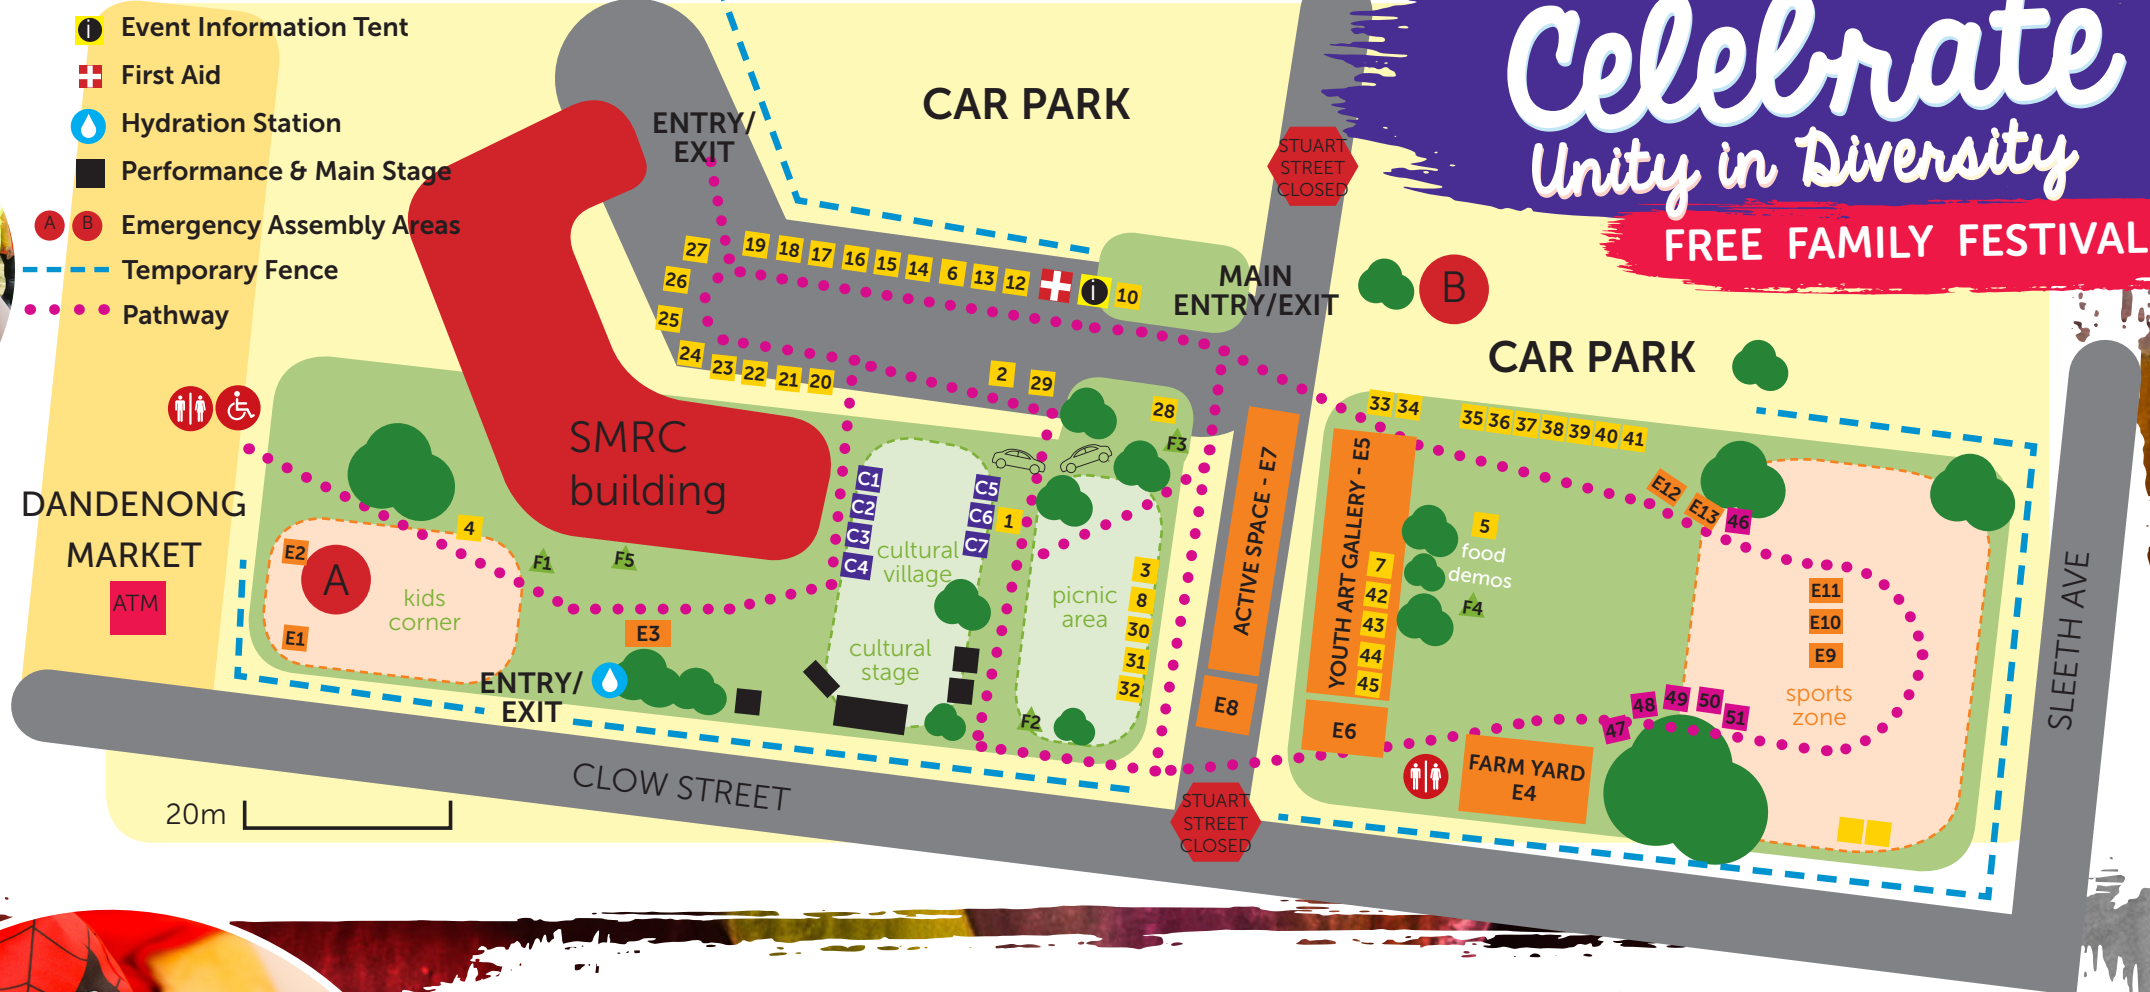 Event Information Tent
First Aid
Hydration Station
Performance & Main Stage
A B Emergency Assembly Areas
Temporary Fence
Pathway
Celebrate
Unity in Diversity
FREE FAMILY FESTIVAL
CAR PARK
ENTRY/
EXIT
STUART
STREET
CLOSED
MAIN
ENTRY/EXIT
B
CAR PARK
27
26
25
24
23
22
21
20
19
18
17
16
15
14
6
13
12
i
10
2
29
28
F3
33
34
35
36
37
38
39
40
41
SMRC
building
DANDENONG
MARKET
ATM
E2
A
E1
kids
corner
4
F1
F5
E3
ENTRY/
EXIT
C1
C2
C3
C4
C5
C6
C7
1
cultural
village
cultural
stage
picnic
area
3
8
30
31
32
F2
ACTIVE SPACE - E7
E8
YOUTH ART GALLERY - E5
E6
5
food
demos
F4
7
42
43
44
45
E12
E13
46
E11
E10
E9
sports
zone
47
48
49
50
51
FARM YARD
E4
SLEETH AVE
CLOW STREET
STUART
STREET
CLOSED
20m